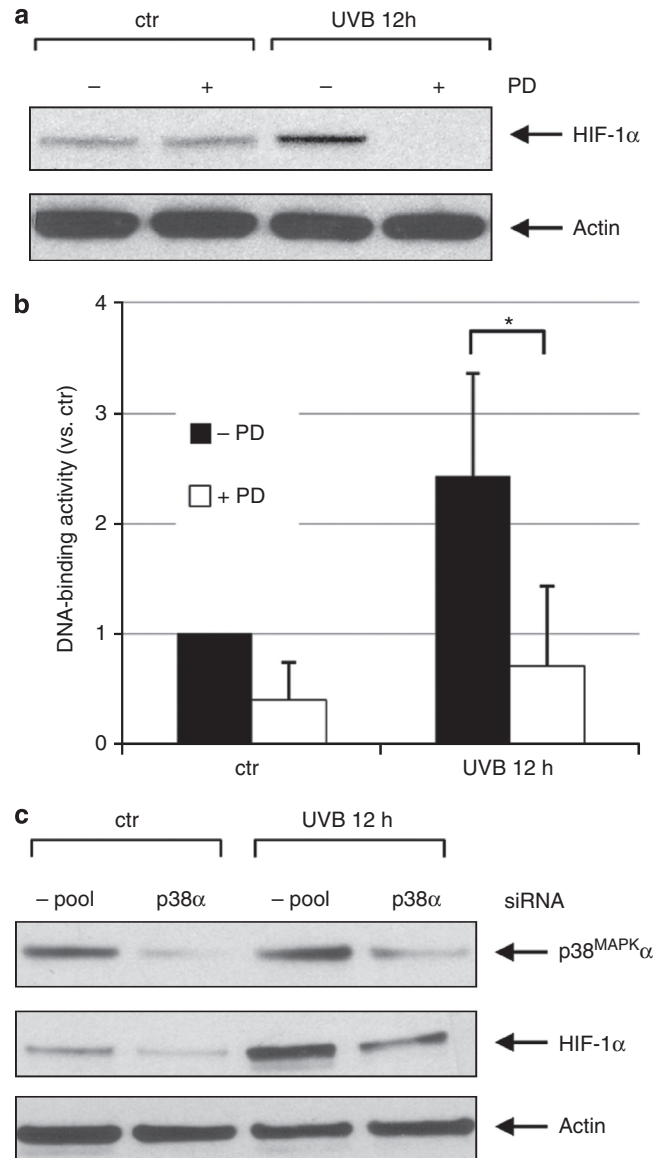 a
ctr UVB 12h
– + – + PD
HIF-1α
Actin
b
4
3
2
1
0
DNA-binding activity (vs. ctr)
– PD
+ PD
*
ctr UVB 12 h
c
ctr UVB 12 h
– pool p38α – pool p38α siRNA
p38MAPKα
HIF-1α
Actin